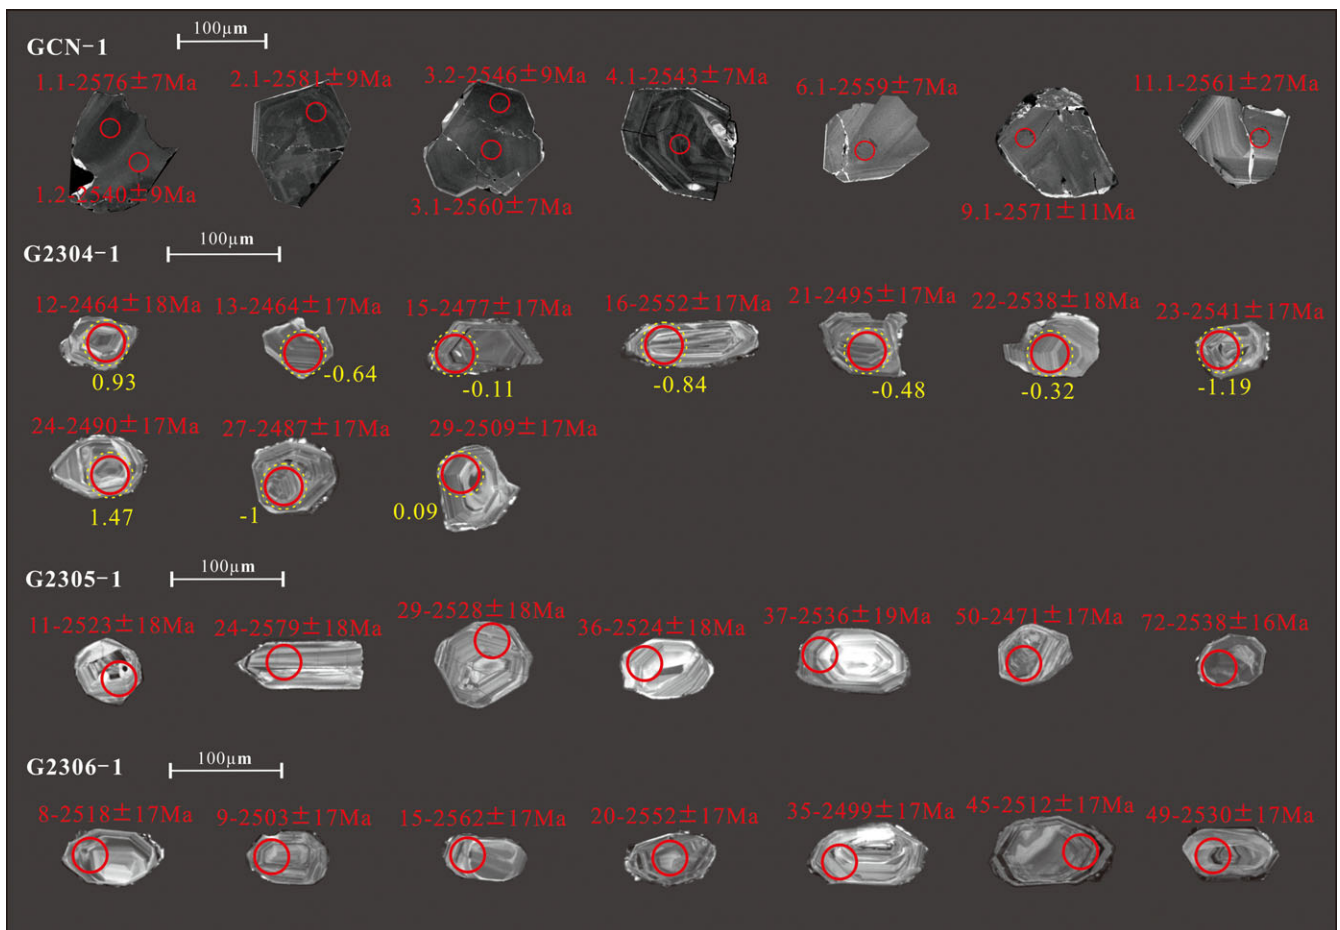 GCN-1 100μm
1.1-2576±7Ma 2.1-2581±9Ma 3.2-2546±9Ma 4.1-2543±7Ma 6.1-2559±7Ma 11.1-2561±27Ma
1.2-2540±9Ma 3.1-2560±7Ma 9.1-2571±11Ma
G2304-1 100μm
12-2464±18Ma 13-2464±17Ma 15-2477±17Ma 16-2552±17Ma 21-2495±17Ma 22-2538±18Ma 23-2541±17Ma
0.93 -0.64 -0.11 -0.84 -0.48 -0.32 -1.19
24-2490±17Ma 27-2487±17Ma 29-2509±17Ma
1.47 -1 0.09
G2305-1 100μm
11-2523±18Ma 24-2579±18Ma 29-2528±18Ma 36-2524±18Ma 37-2536±19Ma 50-2471±17Ma 72-2538±16Ma
G2306-1 100μm
8-2518±17Ma 9-2503±17Ma 15-2562±17Ma 20-2552±17Ma 35-2499±17Ma 45-2512±17Ma 49-2530±17Ma